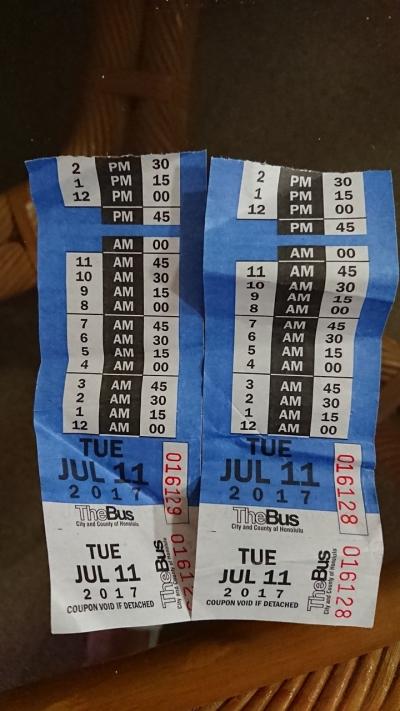 2 PM 30
1 PM 15
12 PM 00
PM 45
AM 00
11 AM 45
10 AM 30
9 AM 15
8 AM 00
7 AM 45
6 AM 30
5 AM 15
4 AM 00
3 AM 45
2 AM 30
1 AM 15
12 AM 00
TUE
JUL 11
2017
016129
TheBus
City and County of Honolulu
TUE
JUL 11
2017
COUPON VOID IF DETACHED
TheBus
City and County of Honolulu
01612
2 PM 30
1 PM 15
12 PM 00
PM 45
AM 00
11 AM 45
10 AM 30
9 AM 15
8 AM 00
7 AM 45
6 AM 30
5 AM 15
4 AM 00
3 AM 45
2 AM 30
1 AM 15
12 AM 00
TUE
JUL 11
2017
016128
TheBus
City and County of Honolulu
TUE
JUL 11
2017
COUPON VOID IF DETACHED
TheBus
City and County of Honolulu
016128